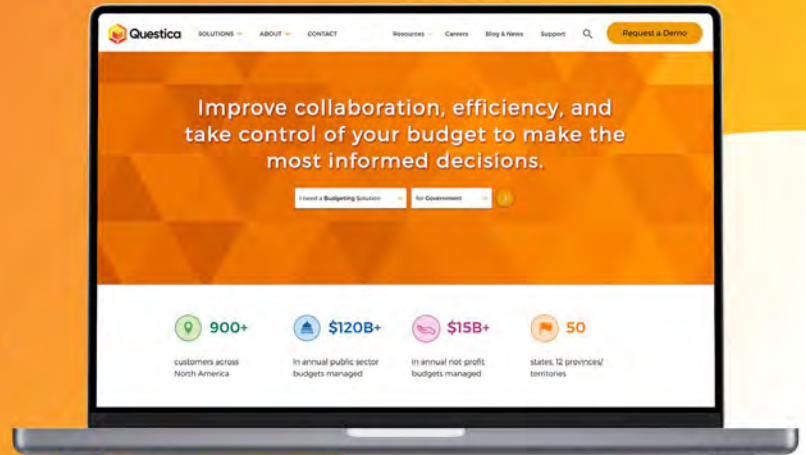 Questica
SOLUTIONS
ABOUT
CONTACT
Resources
Careers
Blog & News
Support
Request a Demo
Improve collaboration, efficiency, and
take control of your budget to make the
most informed decisions.
I need a Budgeting Solution
for Government
900+
customers across
North America
$120B+
in annual public sector
budgets managed
$15B+
in annual not-profit
budgets managed
50
states, 12 provinces/
territories